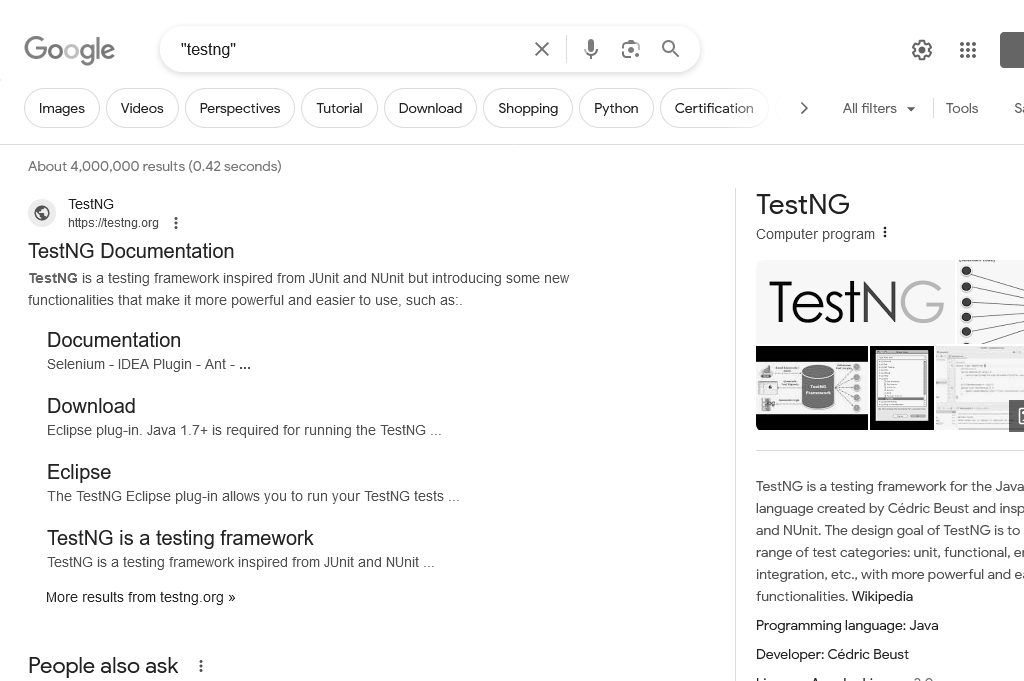 Google
"testng"
Images
Videos
Perspectives
Tutorial
Download
Shopping
Python
Certification
All filters
Tools
About 4,000,000 results (0.42 seconds)
TestNG
https://testng.org
TestNG Documentation
TestNG is a testing framework inspired from JUnit and NUnit but introducing some new
functionalities that make it more powerful and easier to use, such as:.
Documentation
Selenium - IDEA Plugin - Ant - ...
Download
Eclipse plug-in. Java 1.7+ is required for running the TestNG ...
Eclipse
The TestNG Eclipse plug-in allows you to run your TestNG tests ...
TestNG is a testing framework
TestNG is a testing framework inspired from JUnit and NUnit ...
More results from testng.org »
People also ask
TestNG
Computer program
TestNG
TestNG
Framework
TestNG is a testing framework for the Java
language created by Cédric Beust and insp
and NUnit. The design goal of TestNG is to
range of test categories: unit, functional, e
integration, etc., with more powerful and ea
functionalities. Wikipedia
Programming language: Java
Developer: Cédric Beust